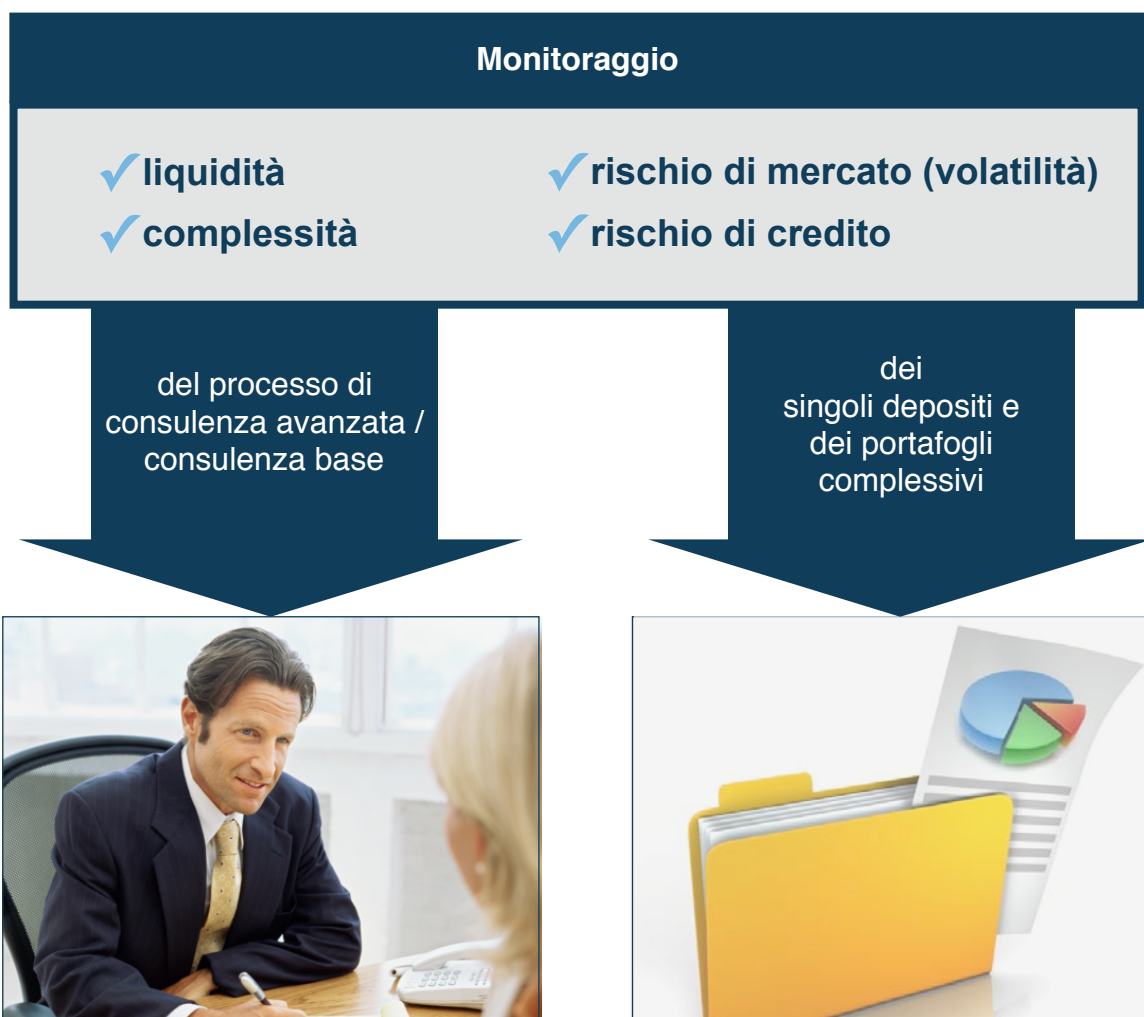 Monitoraggio
liquidità
complessità
rischio di mercato (volatilità)
rischio di credito
del processo di
consulenza avanzata /
consulenza base
dei
singoli depositi e
dei portafogli
complessivi